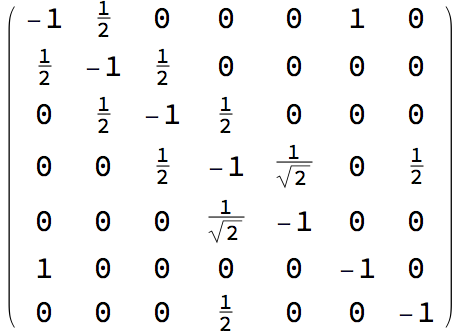 -1 1/2 0 0 0 1 0
1/2 -1 1/2 0 0 0 0
0 1/2 -1 1/2 0 0 0
0 0 1/2 -1 1/√2 0 1/2
0 0 0 1/√2 -1 0 0
1 0 0 0 0 -1 0
0 0 0 1/2 0 0 -1